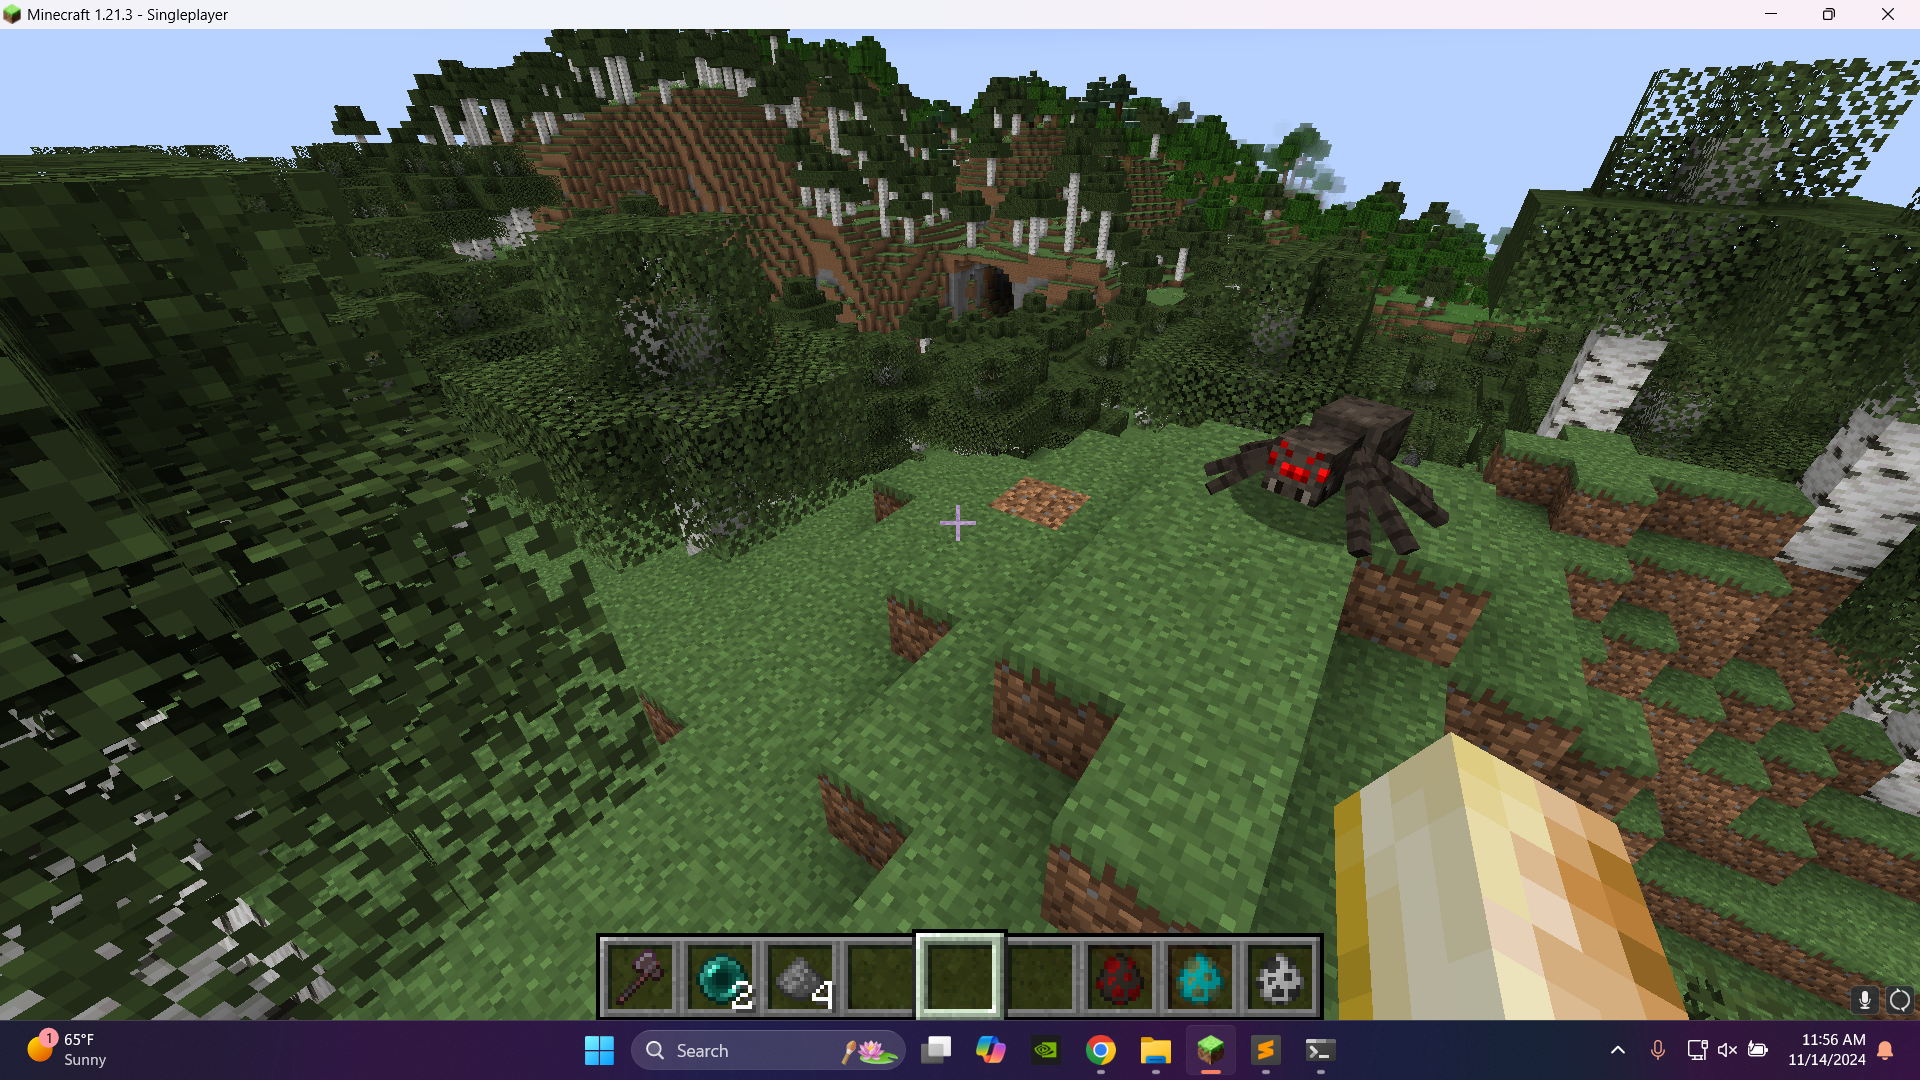 Minecraft 1.21.3 - Singleplayer
2
4
1
65°F
Sunny
Search
11:56 AM
11/14/2024